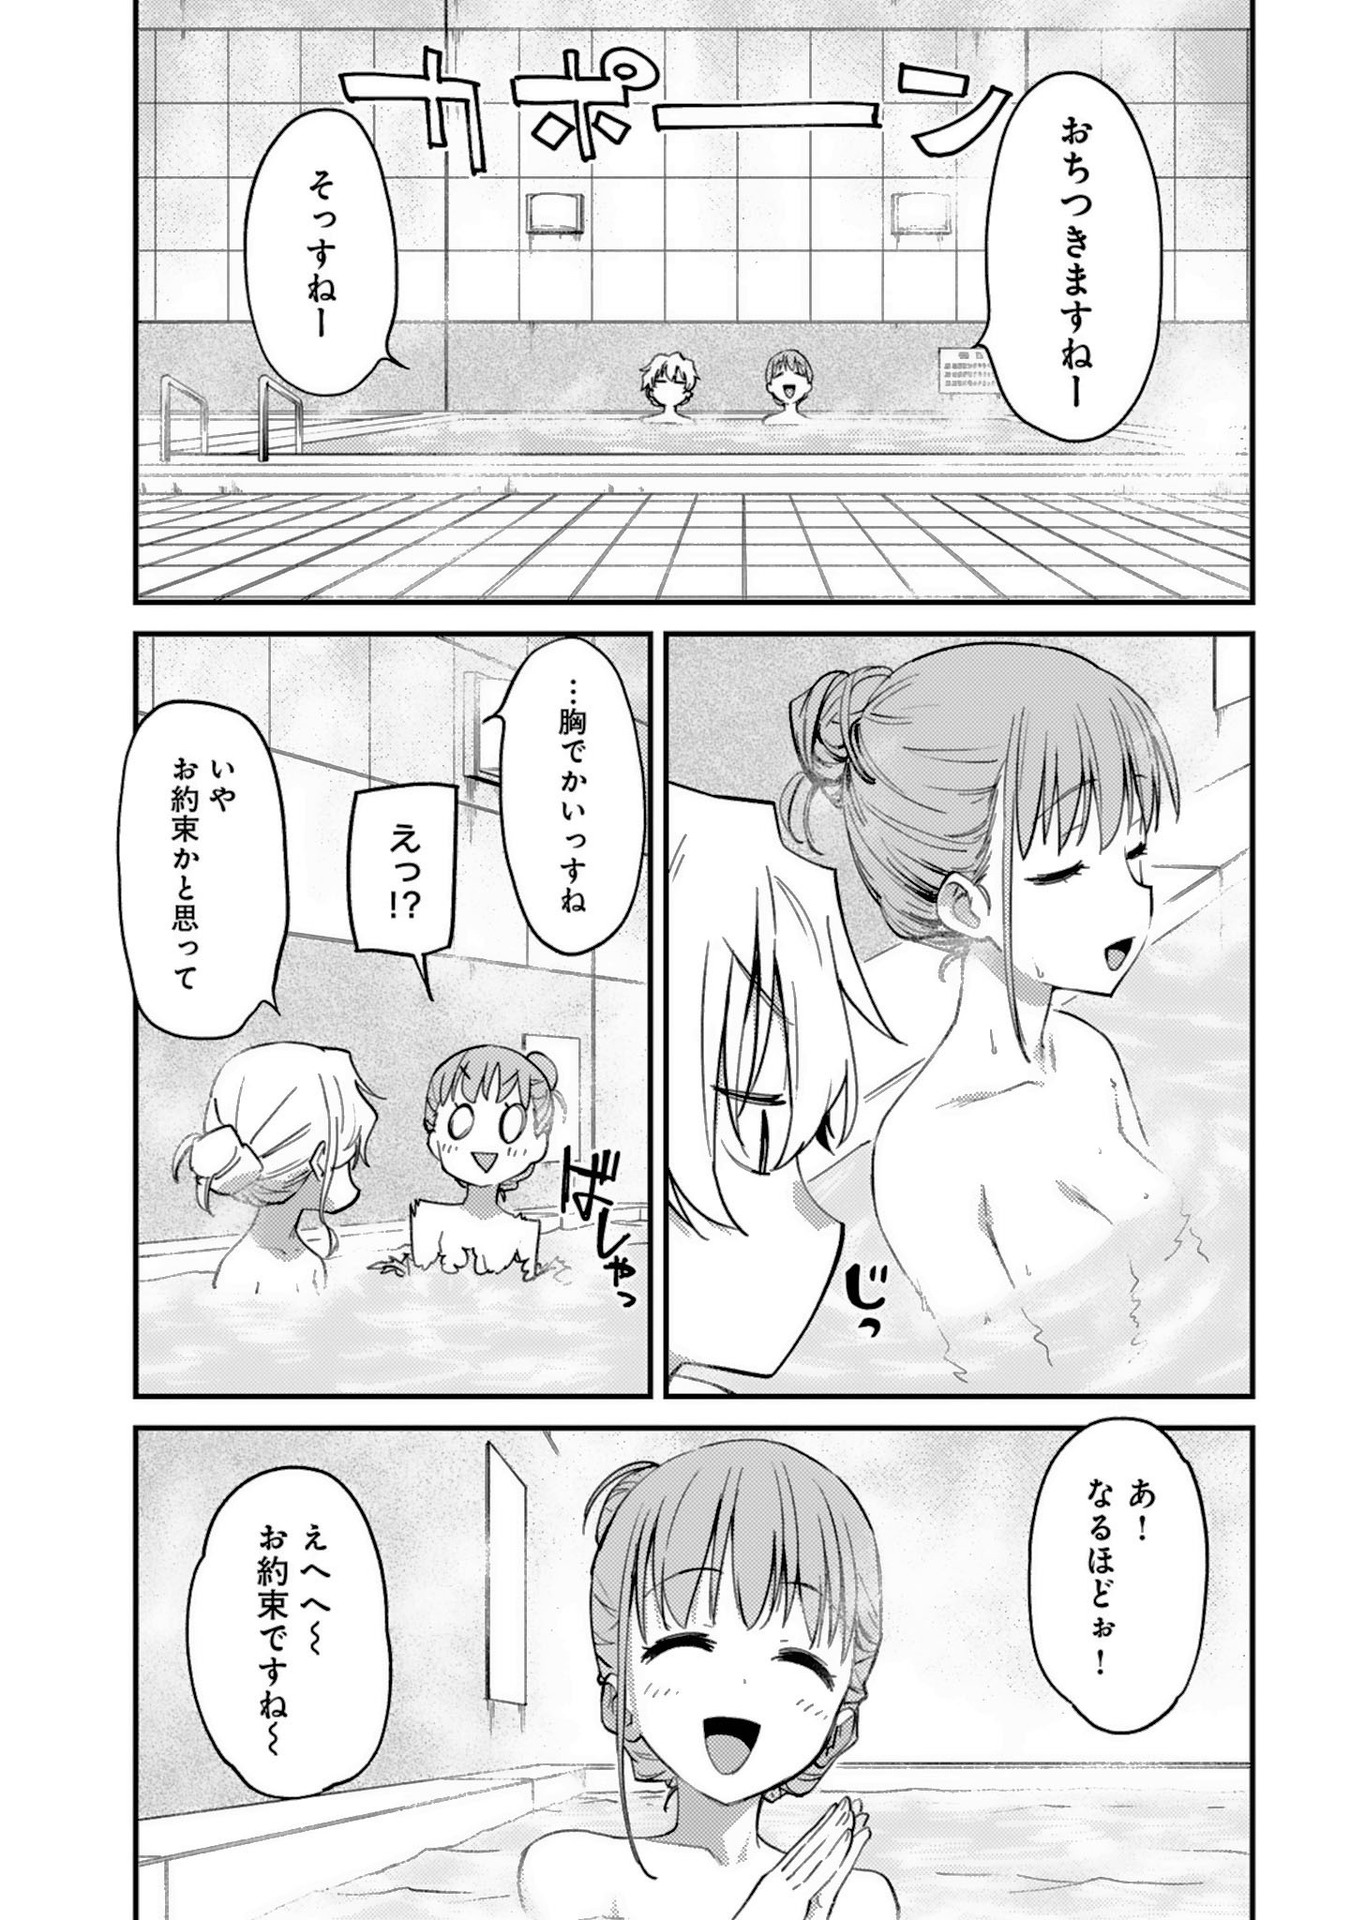 カポーン
おちつきますねー
そっすねー
じっ
…胸でかいっすね
えっ!?
ばしゃっ
いや
お約束かと思って
あ!
なるほどぉ!
えへへ〜
お約束ですね〜